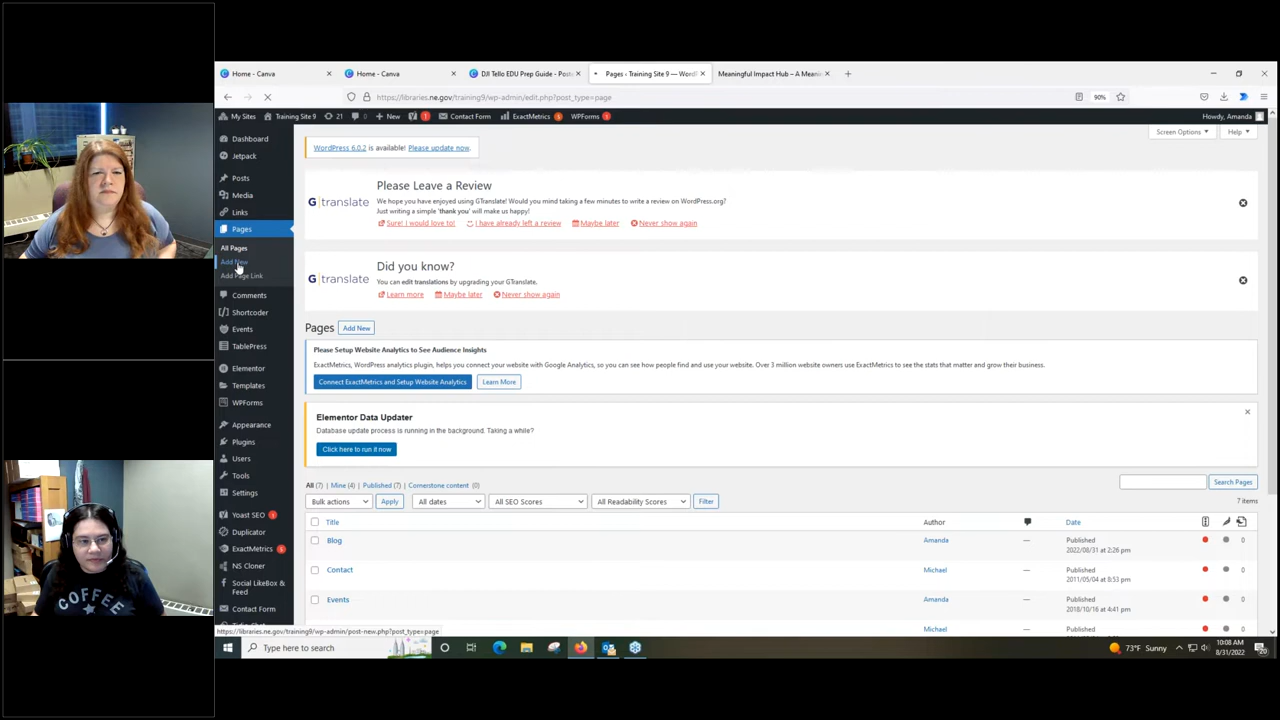 Home - Canva
Home - Canva
DJI Tello EDU Prep Guide - Poste
Pages ‹ Training Site 9 — WordP
Meaningful Impact Hub – A Meani
https://libraries.ne.gov/training9/wp-admin/edit.php?post_type=page
90%
My Sites
Training Site 9
21
0
New
Contact Form
ExactMetrics
WPForms
Howdy, Amanda
Screen Options
Help
Dashboard
Jetpack
Posts
Media
Links
Pages
All Pages
Add New
Add Page Link
Comments
Shortcoder
Events
TablePress
Elementor
Templates
WPForms
Appearance
Plugins
Users
Tools
Settings
Yoast SEO
Duplicator
ExactMetrics
NS Cloner
Social LikeBox &
Feed
Contact Form
WordPress 6.0.2 is available! Please update now.
G translate
Please Leave a Review
We hope you have enjoyed using GTranslate! Would you mind taking a few minutes to write a review on WordPress.org?
Just writing a simple 'thank you' will make us happy!
Sure! I would love to!
I have already left a review
Maybe later
Never show again
G translate
Did you know?
You can edit translations by upgrading your GTranslate.
Learn more
Maybe later
Never show again
Pages
Add New
Please Setup Website Analytics to See Audience Insights
ExactMetrics, WordPress analytics plugin, helps you connect your website with Google Analytics, so you can see how people find and use your website. Over 3 million website owners use ExactMetrics to see the stats that matter and grow their business.
Connect ExactMetrics and Setup Website Analytics
Learn More
Elementor Data Updater
Database update process is running in the background. Taking a while?
Click here to run it now
All (7) | Mine (4) | Published (7) | Cornerstone content (0)
Search Pages
Bulk actions
Apply
All dates
All SEO Scores
All Readability Scores
Filter
7 items
Title
Author
Date
Blog
Amanda
—
Published
2022/08/31 at 2:26 pm
0
Contact
Michael
—
Published
2011/05/04 at 8:53 pm
0
Events
Amanda
—
Published
2018/10/16 at 4:41 pm
0
Michael
Published
https://libraries.ne.gov/training9/wp-admin/post-new.php?post_type=page
Type here to search
73°F Sunny
10:08 AM
8/31/2022
20
COFFEE